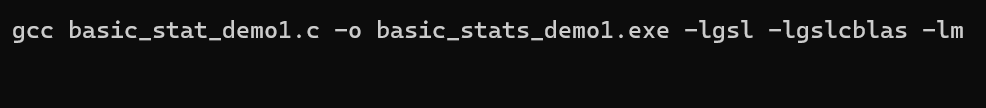 gcc basic_stat_demo1.c -o basic_stats_demo1.exe -lgsl -lgslcblas -lm